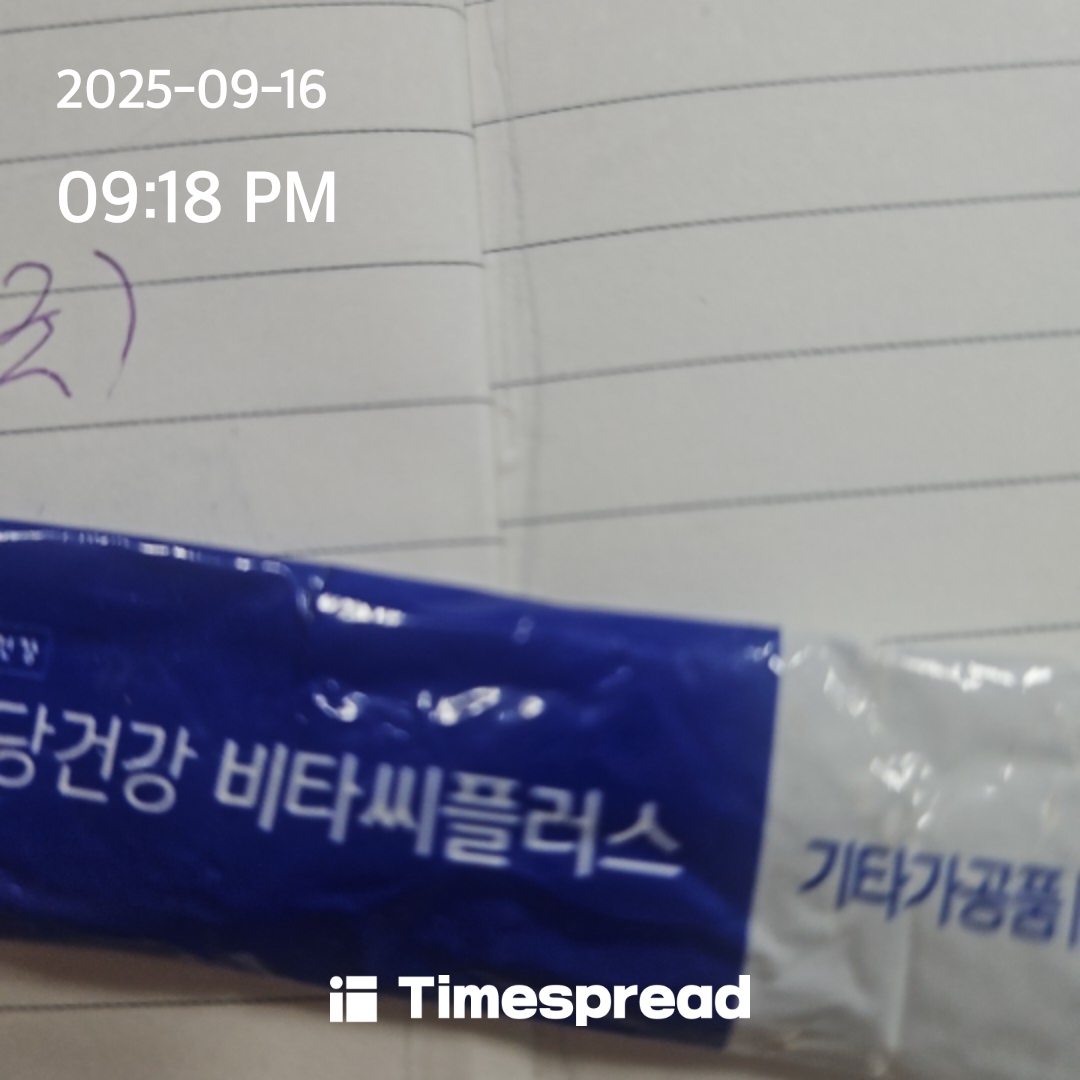 2025-09-16
09:18 PM
당건강 비타씨플러스
기타가공품
Timespread